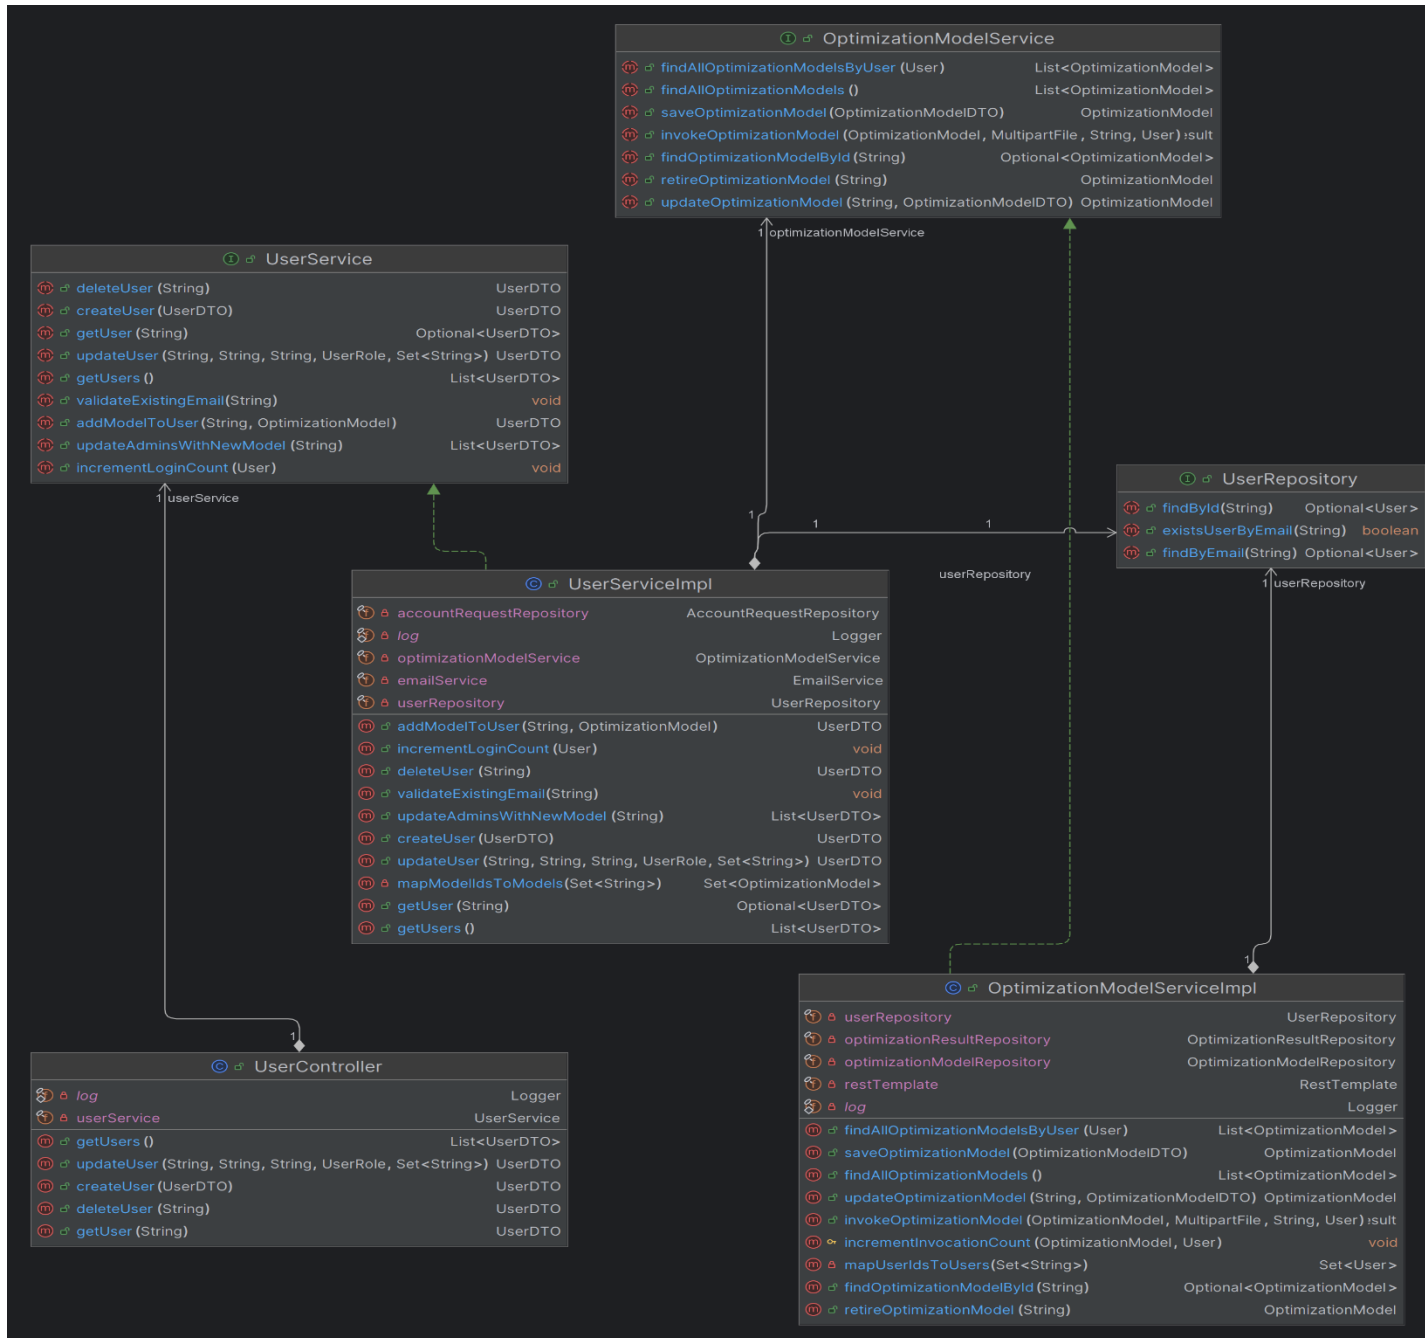 OptimizationModelService
findAllOptimizationModelsByUser (User) List<OptimizationModel>
findAllOptimizationModels () List<OptimizationModel>
saveOptimizationModel(OptimizationModelDTO) OptimizationModel
invokeOptimizationModel (OptimizationModel, MultipartFile, String, User)
findOptimizationModelById (String) Optional<OptimizationModel>
retireOptimizationModel (String) OptimizationModel
updateOptimizationModel (String, OptimizationModelDTO) OptimizationModel
1 optimizationModelService
UserService
deleteUser (String) UserDTO
createUser (UserDTO) UserDTO
getUser (String) Optional<UserDTO>
updateUser (String, String, String, UserRole, Set<String>) UserDTO
getUsers () List<UserDTO>
validateExistingEmail(String) void
addModelToUser(String, OptimizationModel) UserDTO
updateAdminsWithNewModel (String) List<UserDTO>
incrementLoginCount (User) void
1 userService
UserRepository
findById(String) Optional<User>
existsUserByEmail(String) boolean
findByEmail(String) Optional<User>
1
1
1
userRepository
1 userRepository
UserServiceImpl
accountRequestRepository AccountRequestRepository
log Logger
optimizationModelService OptimizationModelService
emailService EmailService
userRepository UserRepository
addModelToUser(String, OptimizationModel) UserDTO
incrementLoginCount (User) void
deleteUser (String) UserDTO
validateExistingEmail(String) void
updateAdminsWithNewModel (String) List<UserDTO>
createUser (UserDTO) UserDTO
updateUser (String, String, String, UserRole, Set<String>) UserDTO
mapModelIdsToModels(Set<String>) Set<OptimizationModel>
getUser (String) Optional<UserDTO>
getUsers () List<UserDTO>
1
1
UserController
log Logger
userService UserService
getUsers () List<UserDTO>
updateUser (String, String, String, UserRole, Set<String>) UserDTO
createUser (UserDTO) UserDTO
deleteUser (String) UserDTO
getUser (String) UserDTO
OptimizationModelServiceImpl
userRepository UserRepository
optimizationResultRepository OptimizationResultRepository
optimizationModelRepository OptimizationModelRepository
restTemplate RestTemplate
log Logger
findAllOptimizationModelsByUser (User) List<OptimizationModel>
saveOptimizationModel (OptimizationModelDTO) OptimizationModel
findAllOptimizationModels () List<OptimizationModel>
updateOptimizationModel (String, OptimizationModelDTO) OptimizationModel
invokeOptimizationModel (OptimizationModel, MultipartFile, String, User)
incrementInvocationCount (OptimizationModel, User) void
mapUserIdsToUsers(Set<String>) Set<User>
findOptimizationModelById (String) Optional<OptimizationModel>
retireOptimizationModel (String) OptimizationModel